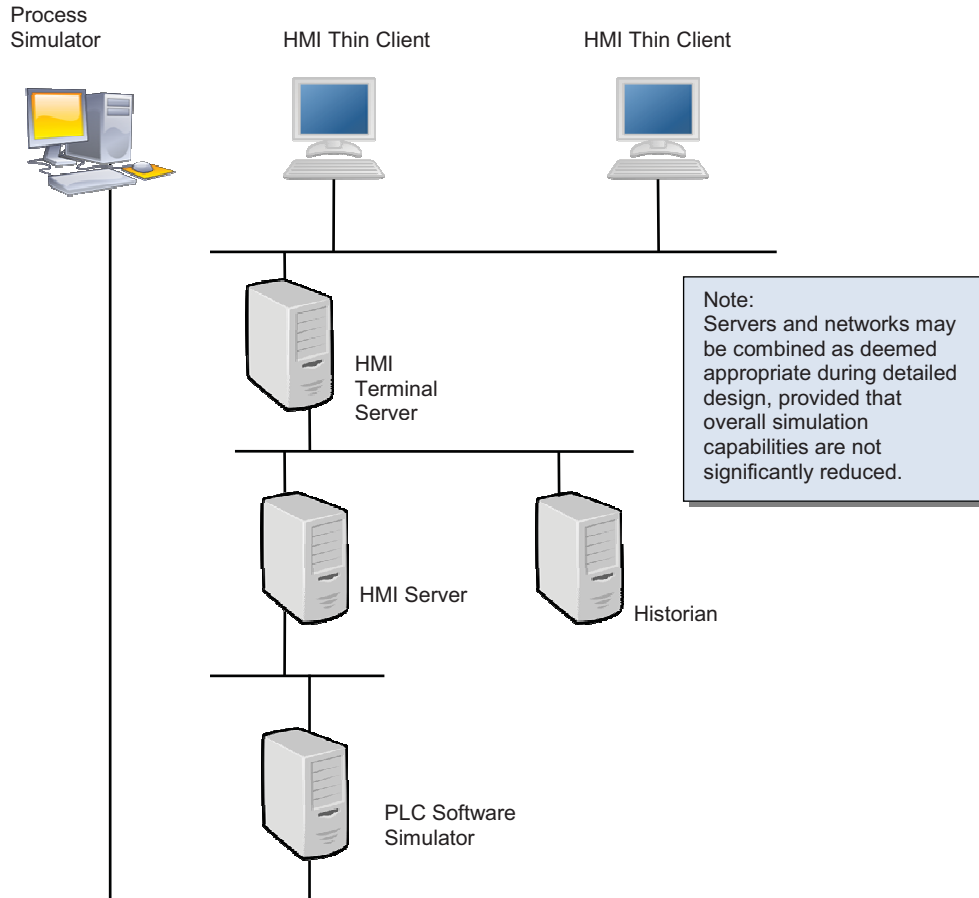 Process
Simulator
HMI Thin Client
HMI Thin Client
Note:
Servers and networks may
be combined as deemed
appropriate during detailed
design, provided that
overall simulation
capabilities are not
significantly reduced.
HMI
Terminal
Server
HMI Server
Historian
PLC Software
Simulator